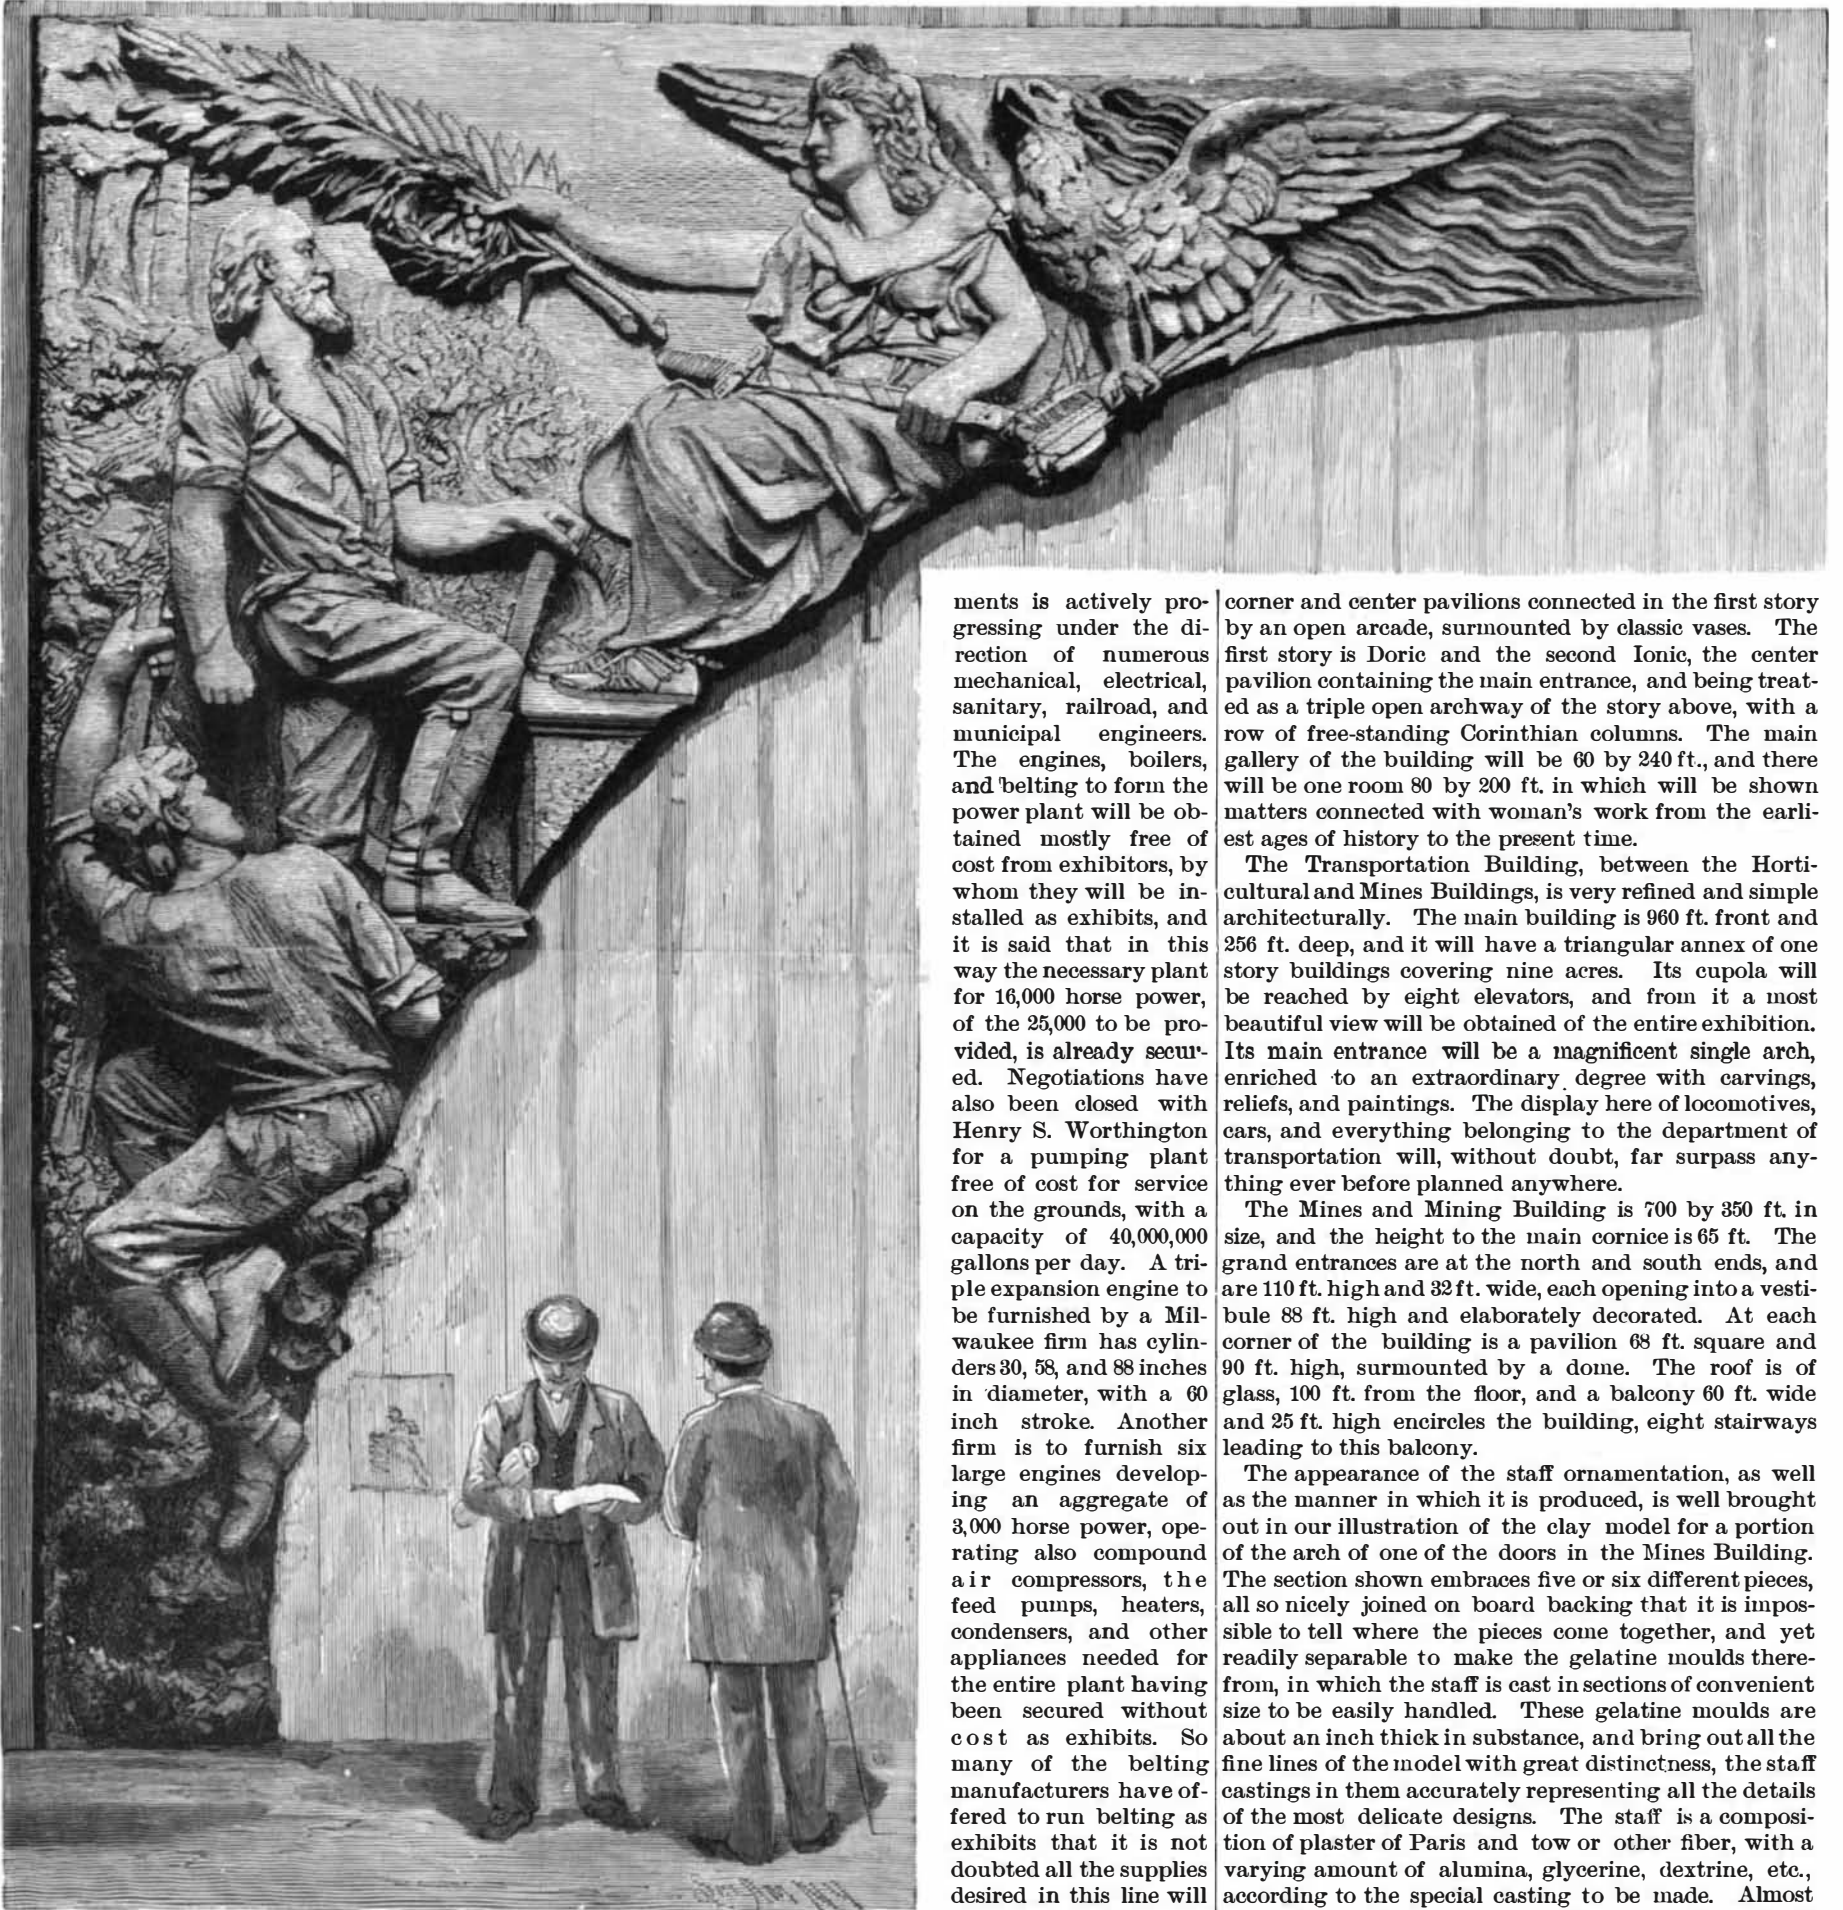 ments is actively pro-
gressing under the di-
rection of numerous
mechanical, electrical,
sanitary, railroad, and
municipal engineers.
The engines, boilers,
and belting to form the
power plant will be ob-
tained mostly free of
cost from exhibitors, by
whom they will be in-
stalled as exhibits, and
it is said that in this
way the necessary plant
for 16,000 horse power,
of the 25,000 to be pro-
vided, is already secur-
ed. Negotiations have
also been closed with
Henry S. Worthington
for a pumping plant
free of cost for service
on the grounds, with a
capacity of 40,000,000
gallons per day. A tri-
ple expansion engine to
be furnished by a Mil-
waukee firm has cylin-
ders 30, 58, and 88 inches
in diameter, with a 60
inch stroke. Another
firm is to furnish six
large engines develop-
ing an aggregate of
3,000 horse power, ope-
rating also compound
air compressors, the
feed pumps, heaters,
condensers, and other
appliances needed for
the entire plant having
been secured without
cost as exhibits. So
many of the belting
manufacturers have of-
fered to run belting as
exhibits that it is not
doubted all the supplies
desired in this line will
corner and center pavilions connected in the first story
by an open arcade, surmounted by classic vases. The
first story is Doric and the second Ionic, the center
pavilion containing the main entrance, and being treat-
ed as a triple open archway of the story above, with a
row of free-standing Corinthian columns. The main
gallery of the building will be 60 by 240 ft., and there
will be one room 80 by 200 ft. in which will be shown
matters connected with woman's work from the earli-
est ages of history to the present time.
The Transportation Building, between the Horti-
cultural and Mines Buildings, is very refined and simple
architecturally. The main building is 960 ft. front and
256 ft. deep, and it will have a triangular annex of one
story buildings covering nine acres. Its cupola will
be reached by eight elevators, and from it a most
beautiful view will be obtained of the entire exhibition.
Its main entrance will be a magnificent single arch,
enriched to an extraordinary degree with carvings,
reliefs, and paintings. The display here of locomotives,
cars, and everything belonging to the department of
transportation will, without doubt, far surpass any-
thing ever before planned anywhere.
The Mines and Mining Building is 700 by 350 ft. in
size, and the height to the main cornice is 65 ft. The
grand entrances are at the north and south ends, and
are 110 ft. high and 32 ft. wide, each opening into a vesti-
bule 88 ft. high and elaborately decorated. At each
corner of the building is a pavilion 68 ft. square and
90 ft. high, surmounted by a dome. The roof is of
glass, 100 ft. from the floor, and a balcony 60 ft. wide
and 25 ft. high encircles the building, eight stairways
leading to this balcony.
The appearance of the staff ornamentation, as well
as the manner in which it is produced, is well brought
out in our illustration of the clay model for a portion
of the arch of one of the doors in the Mines Building.
The section shown embraces five or six different pieces,
all so nicely joined on board backing that it is impos-
sible to tell where the pieces come together, and yet
readily separable to make the gelatine moulds there-
from, in which the staff is cast in sections of convenient
size to be easily handled. These gelatine moulds are
about an inch thick in substance, and bring out all the
fine lines of the model with great distinctness, the staff
castings in them accurately representing all the details
of the most delicate designs. The staff is a composi-
tion of plaster of Paris and tow or other fiber, with a
varying amount of alumina, glycerine, dextrine, etc.,
according to the special casting to be made. Almost